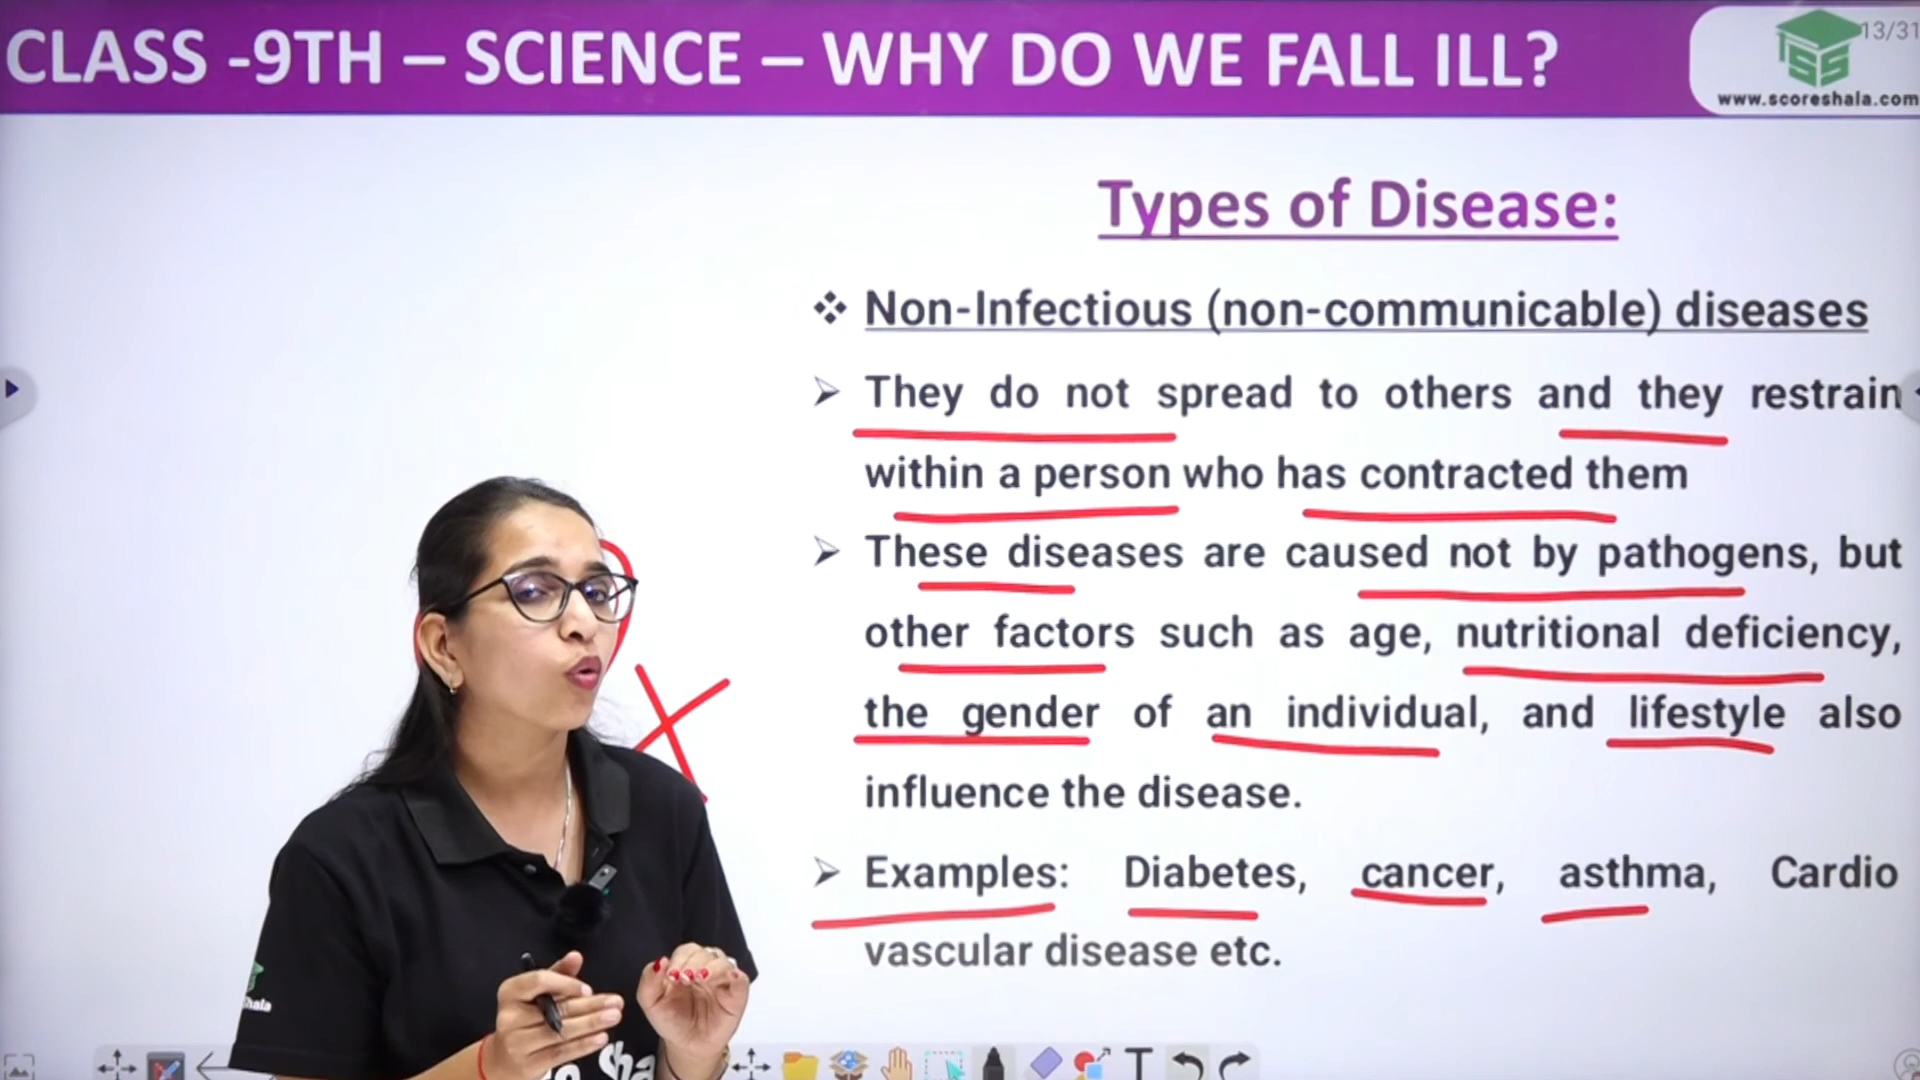 CLASS -9TH – SCIENCE – WHY DO WE FALL ILL?
13/31
www.scoreshala.com
Types of Disease:
❖ Non-Infectious (non-communicable) diseases
➢ They do not spread to others and they restrain
within a person who has contracted them
➢ These diseases are caused not by pathogens, but
other factors such as age, nutritional deficiency,
the gender of an individual, and lifestyle also
influence the disease.
➢ Examples: Diabetes, cancer, asthma, Cardio
vascular disease etc.